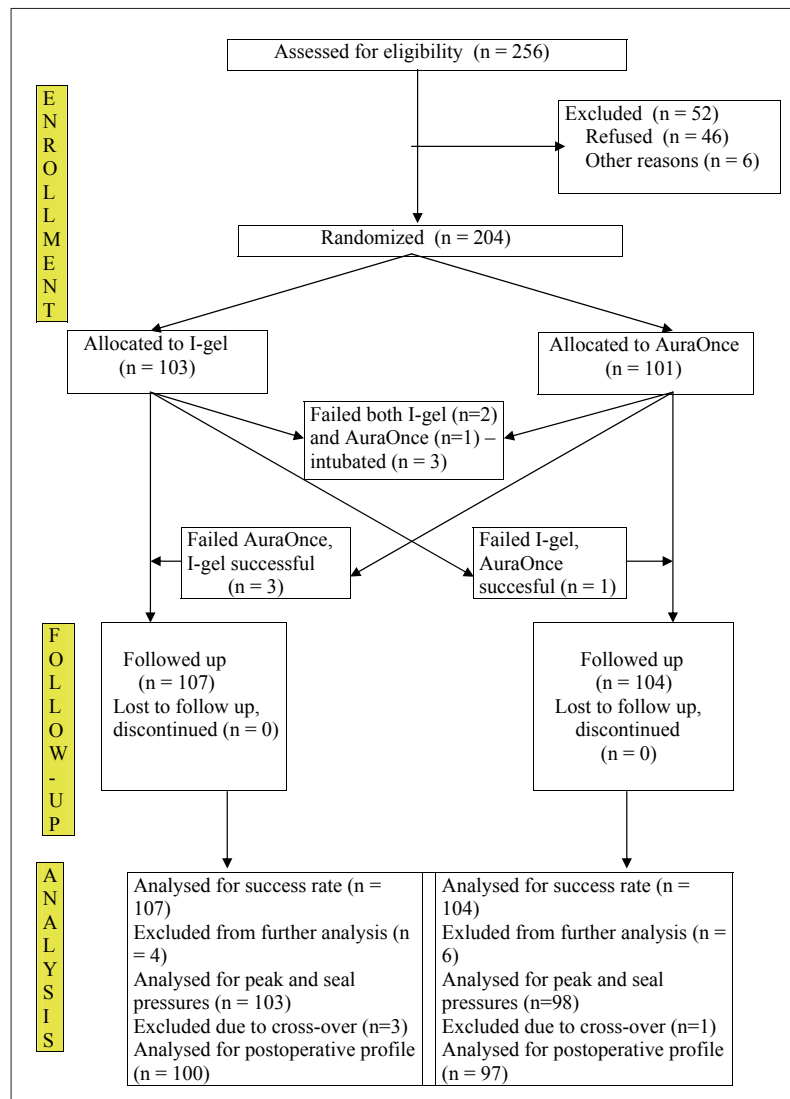 Assessed for eligibility (n = 256)
ENROLLMENT
Excluded (n = 52)
Refused (n = 46)
Other reasons (n = 6)
Randomized (n = 204)
Allocated to I-gel
(n = 103)
Allocated to AuraOnce
(n = 101)
Failed both I-gel (n=2)
and AuraOnce (n=1) –
intubated (n = 3)
Failed AuraOnce,
I-gel successful
(n = 3)
Failed I-gel,
AuraOnce
succesful (n = 1)
FOLLOW-UP
Followed up
(n = 107)
Lost to follow up,
discontinued (n = 0)
Followed up
(n = 104)
Lost to follow up,
discontinued
(n = 0)
ANALYSIS
Analysed for success rate (n =
107)
Excluded from further analysis (n
= 4)
Analysed for peak and seal
pressures (n = 103)
Excluded due to cross-over (n=3)
Analysed for postoperative profile
(n = 100)
Analysed for success rate (n =
104)
Exluded from further analysis (n =
6)
Analysed for peak and seal
pressures (n=98)
Excluded due to cross-over (n=1)
Analysed for postoperative profile
(n = 97)